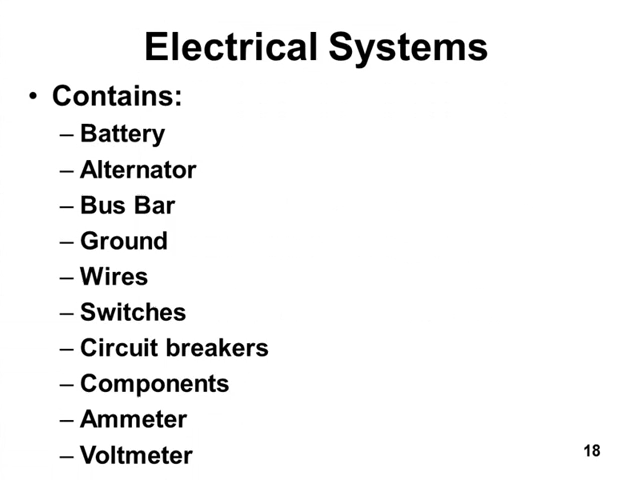 Electrical Systems
• Contains:
– Battery
– Alternator
– Bus Bar
– Ground
– Wires
– Switches
– Circuit breakers
– Components
– Ammeter
– Voltmeter
18